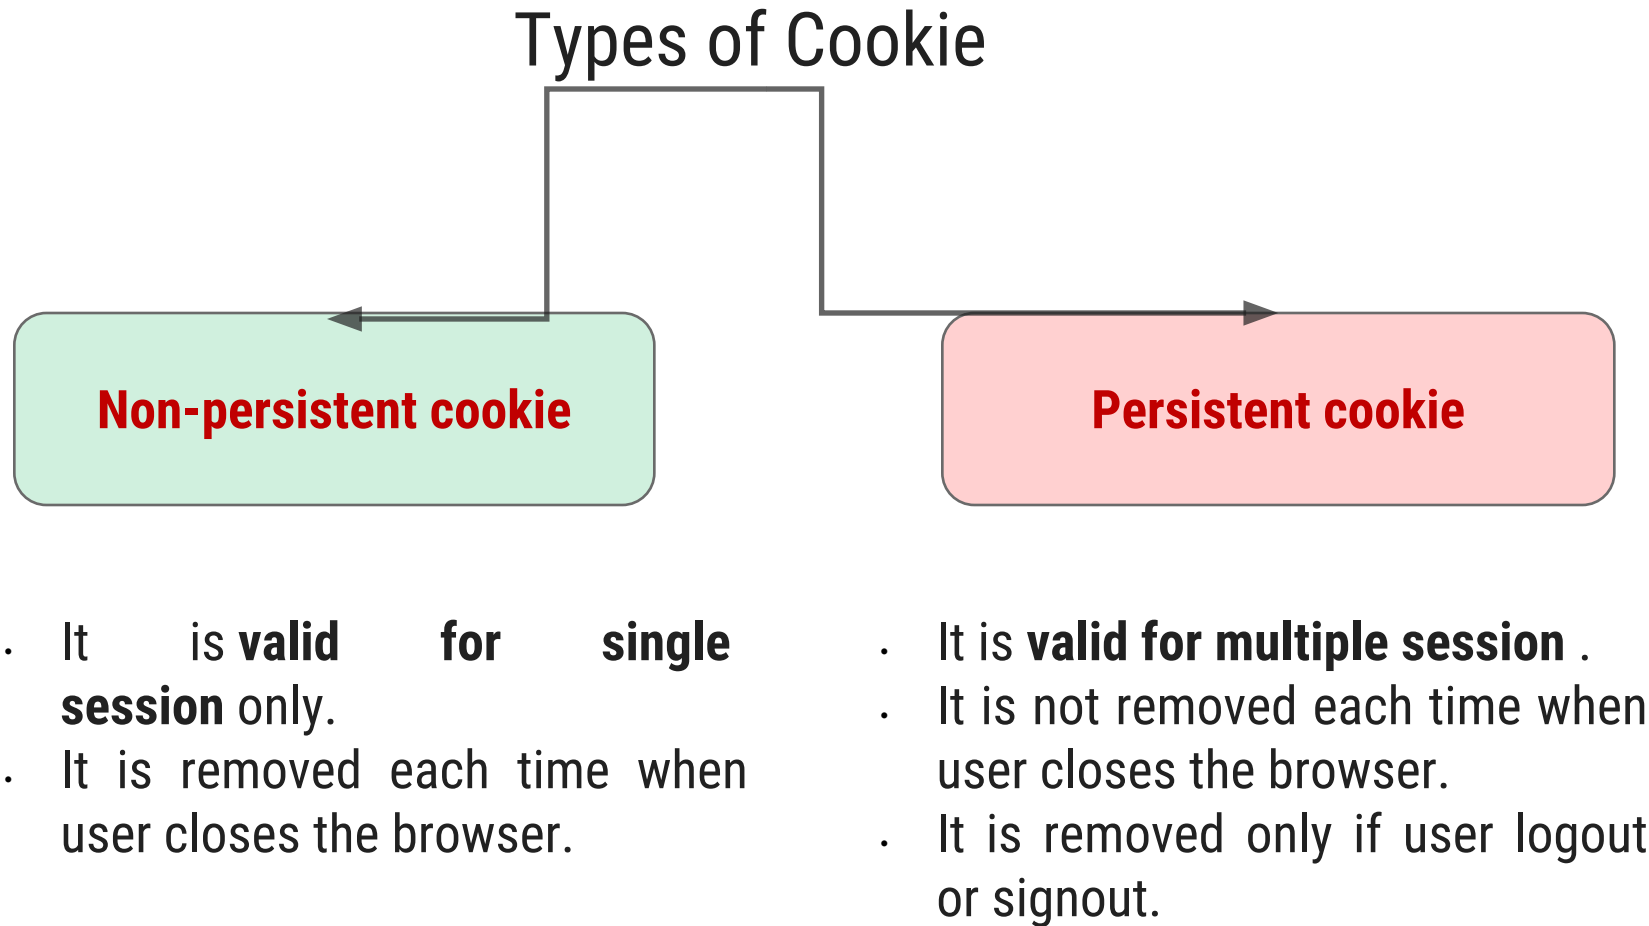 Types of Cookie
Non-persistent cookie
Persistent cookie
• It is valid for single
session only.
• It is removed each time when
user closes the browser.
• It is valid for multiple session .
• It is not removed each time when
user closes the browser.
• It is removed only if user logout
or signout.